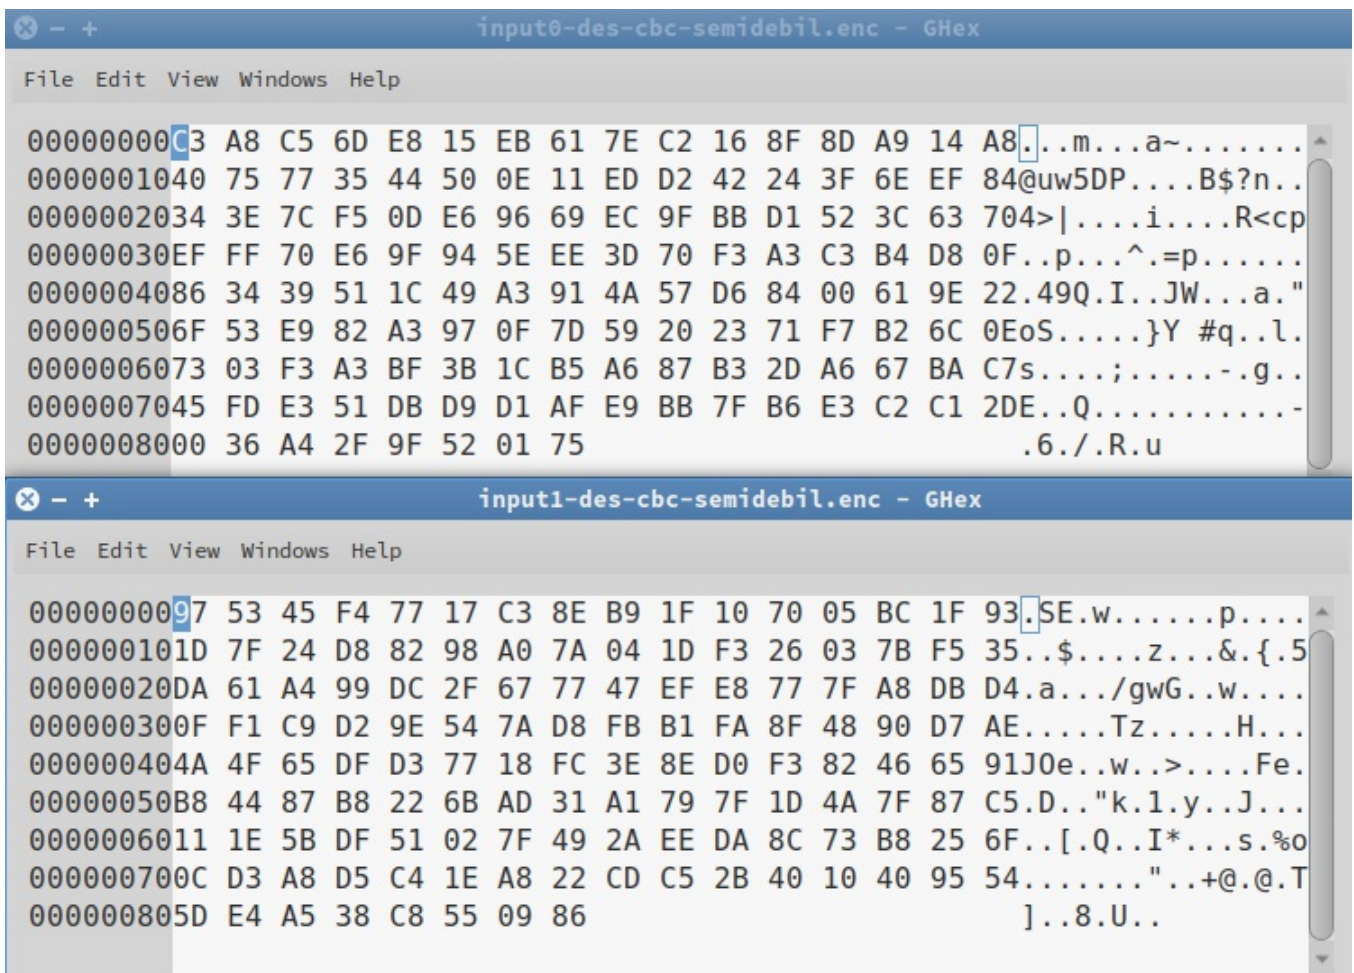 input0-des-cbc-semidebil.enc - GHex
File Edit View Windows Help
00000000C3 A8 C5 6D E8 15 EB 61 7E C2 16 8F 8D A9 14 A8...m...a~.......
0000001040 75 77 35 44 50 0E 11 ED D2 42 24 3F 6E EF 84@uw5DP....B$?n..
0000002034 3E 7C F5 0D E6 96 69 EC 9F BB D1 52 3C 63 704>|....i....R<cp
00000030EF FF 70 E6 9F 94 5E EE 3D 70 F3 A3 C3 B4 D8 0F..p...^.=p......
0000004086 34 39 51 1C 49 A3 91 4A 57 D6 84 00 61 9E 22.49Q.I..JW...a."
000000506F 53 E9 82 A3 97 0F 7D 59 20 23 71 F7 B2 6C 0EoS.....}Y #q..l.
0000006073 03 F3 A3 BF 3B 1C B5 A6 87 B3 2D A6 67 BA C7s....;.....-.g..
0000007045 FD E3 51 DB D9 D1 AF E9 BB 7F B6 E3 C2 C1 2DE..Q...........-
0000008000 36 A4 2F 9F 52 01 75 .6./.R.u
input1-des-cbc-semidebil.enc - GHex
File Edit View Windows Help
0000000097 53 45 F4 77 17 C3 8E B9 1F 10 70 05 BC 1F 93.SE.w......p....
000000101D 7F 24 D8 82 98 A0 7A 04 1D F3 26 03 7B F5 35..$....z...&.{.5
00000020DA 61 A4 99 DC 2F 67 77 47 EF E8 77 7F A8 DB D4.a.../gwG..w....
000000300F F1 C9 D2 9E 54 7A D8 FB B1 FA 8F 48 90 D7 AE.....Tz.....H...
000000404A 4F 65 DF D3 77 18 FC 3E 8E D0 F3 82 46 65 91JOe..w..>....Fe.
00000050B8 44 87 B8 22 6B AD 31 A1 79 7F 1D 4A 7F 87 C5.D.."k.1.y..J...
0000006011 1E 5B DF 51 02 7F 49 2A EE DA 8C 73 B8 25 6F..[.Q..I*...s.%o
000000700C D3 A8 D5 C4 1E A8 22 CD C5 2B 40 10 40 95 54......."..+@.@.T
000000805D E4 A5 38 C8 55 09 86 ]..8.U..